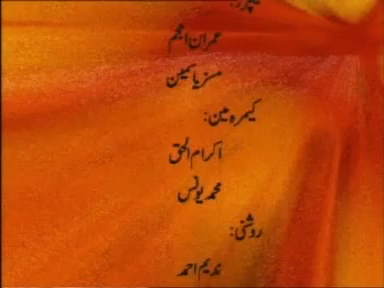 عمران انجم
مسز یاسمین
کیمرہ مین:
اکرام الحق
محمد یونس
روشنی:
ندیم احمد